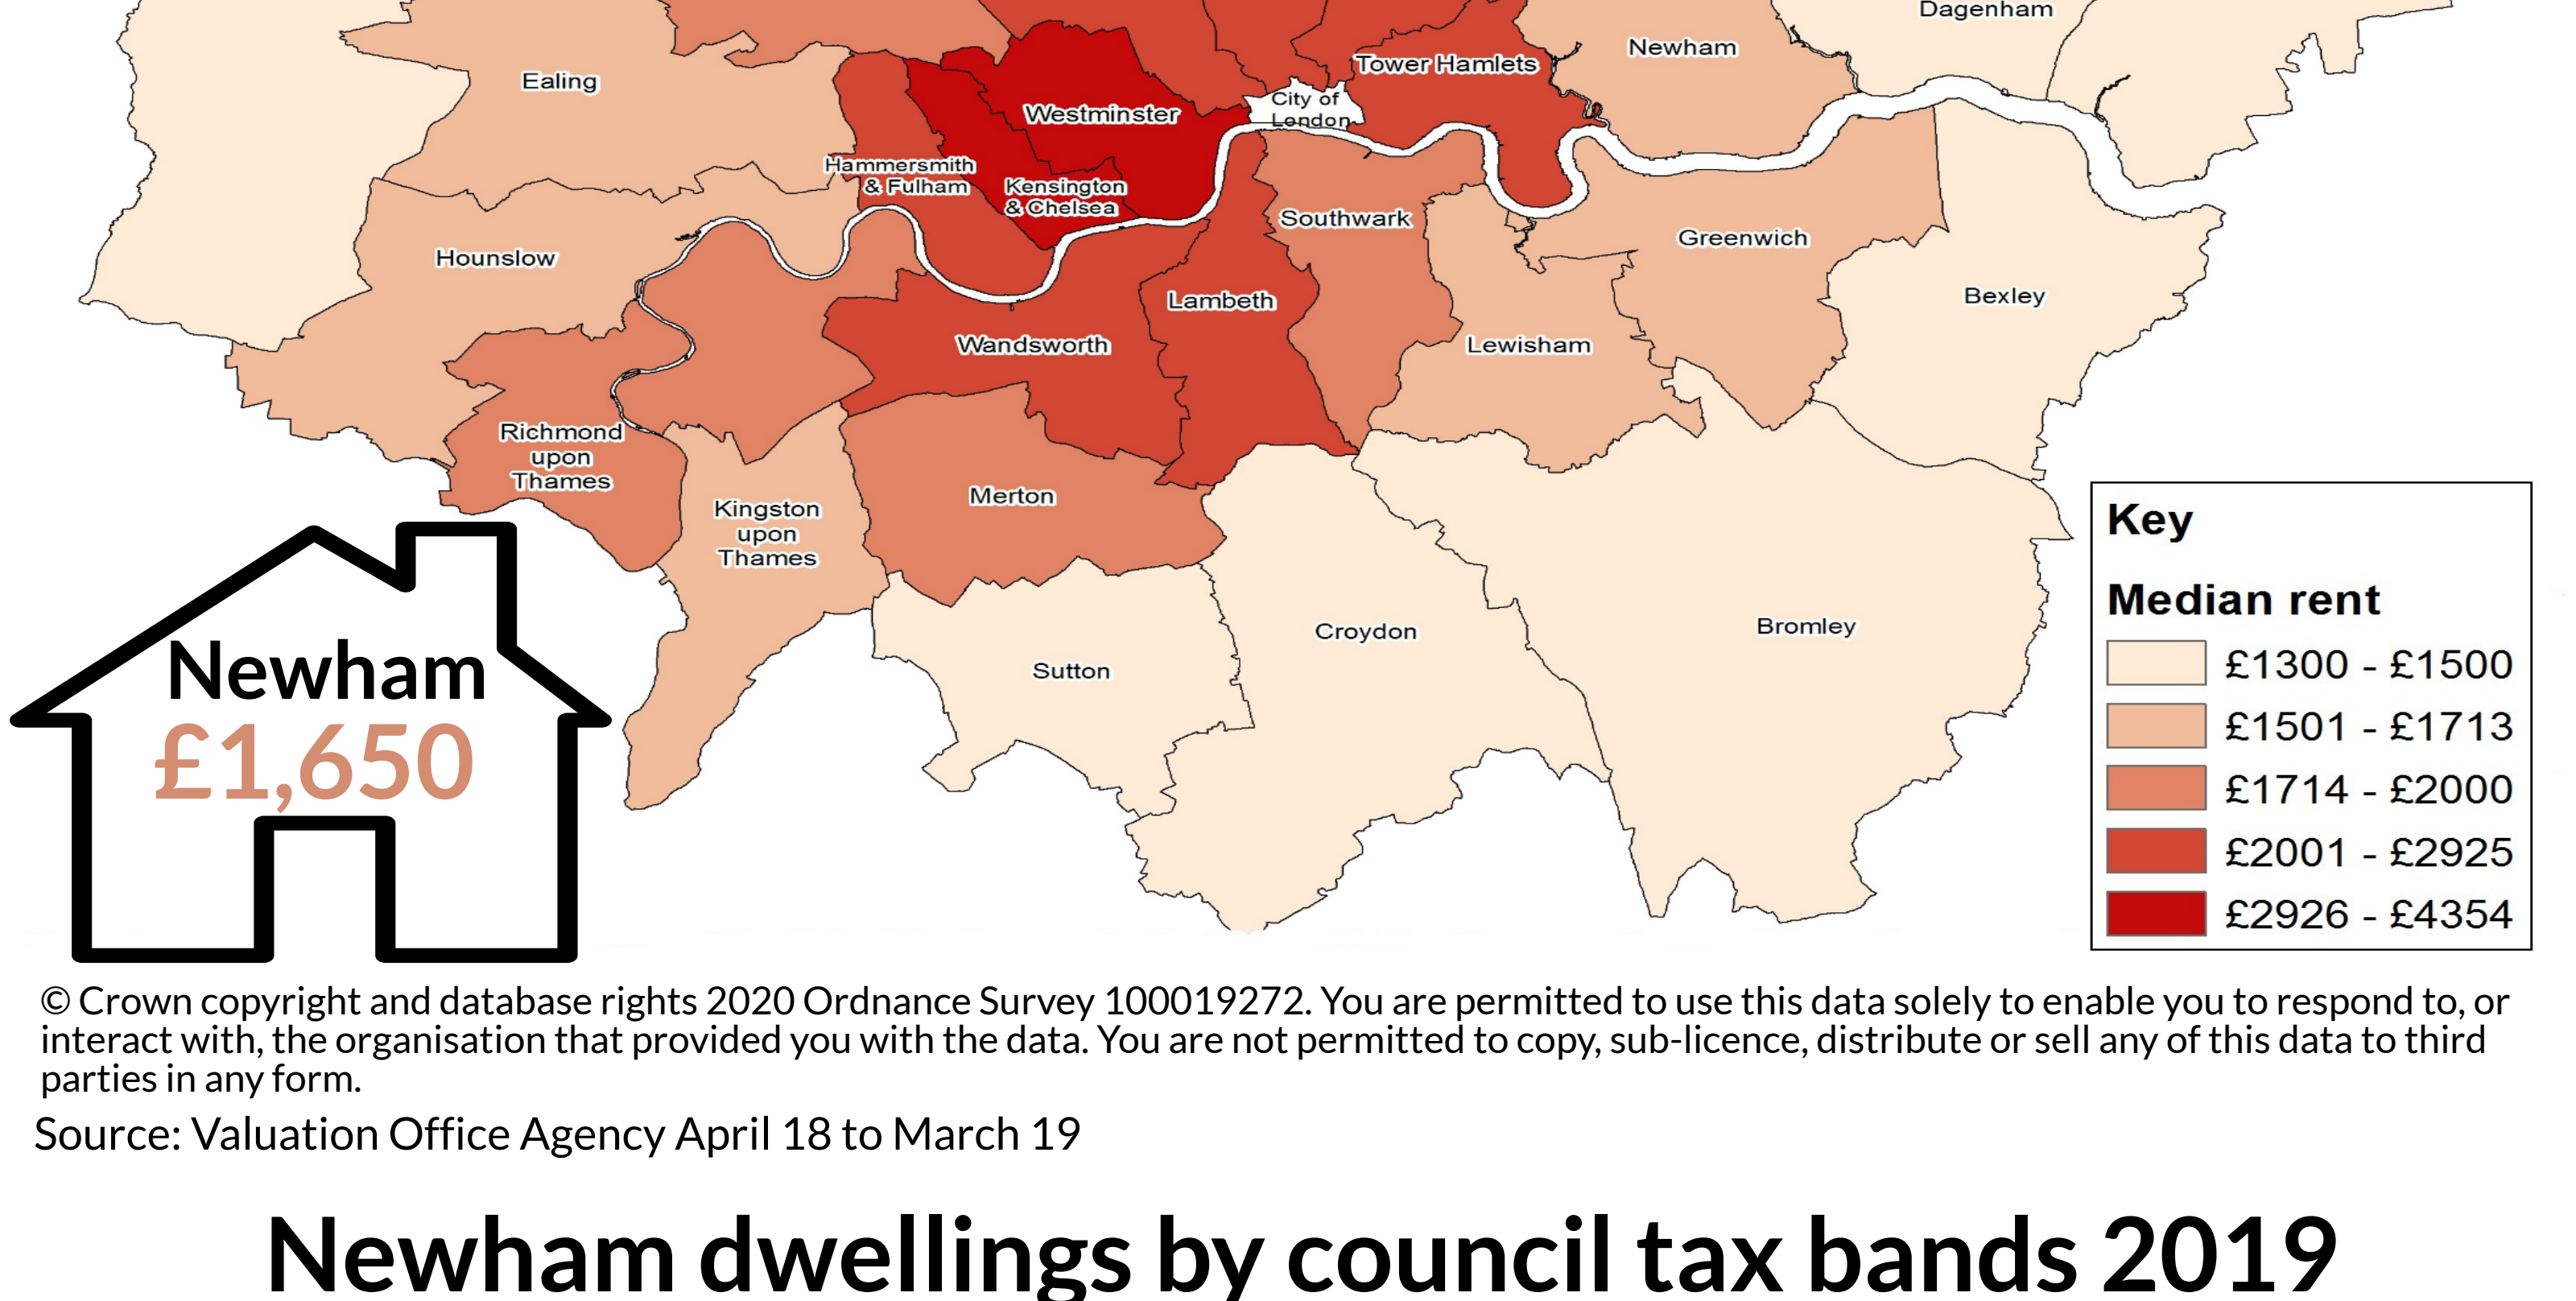 Dagenham
Newham
Tower Hamlets
Ealing
City of
London
Westminster
Hammersmith
& Fulham
Kensington
& Chelsea
Southwark
Greenwich
Hounslow
Bexley
Lambeth
Wandsworth
Lewisham
Richmond
upon
Thames
Merton
Kingston
upon
Thames
Croydon
Bromley
Sutton
Key
Median rent
£1300 - £1500
£1501 - £1713
£1714 - £2000
£2001 - £2925
£2926 - £4354
Newham
£1,650
© Crown copyright and database rights 2020 Ordnance Survey 100019272. You are permitted to use this data solely to enable you to respond to, or
interact with, the organisation that provided you with the data. You are not permitted to copy, sub-licence, distribute or sell any of this data to third
parties in any form.
Source: Valuation Office Agency April 18 to March 19
Newham dwellings by council tax bands 2019